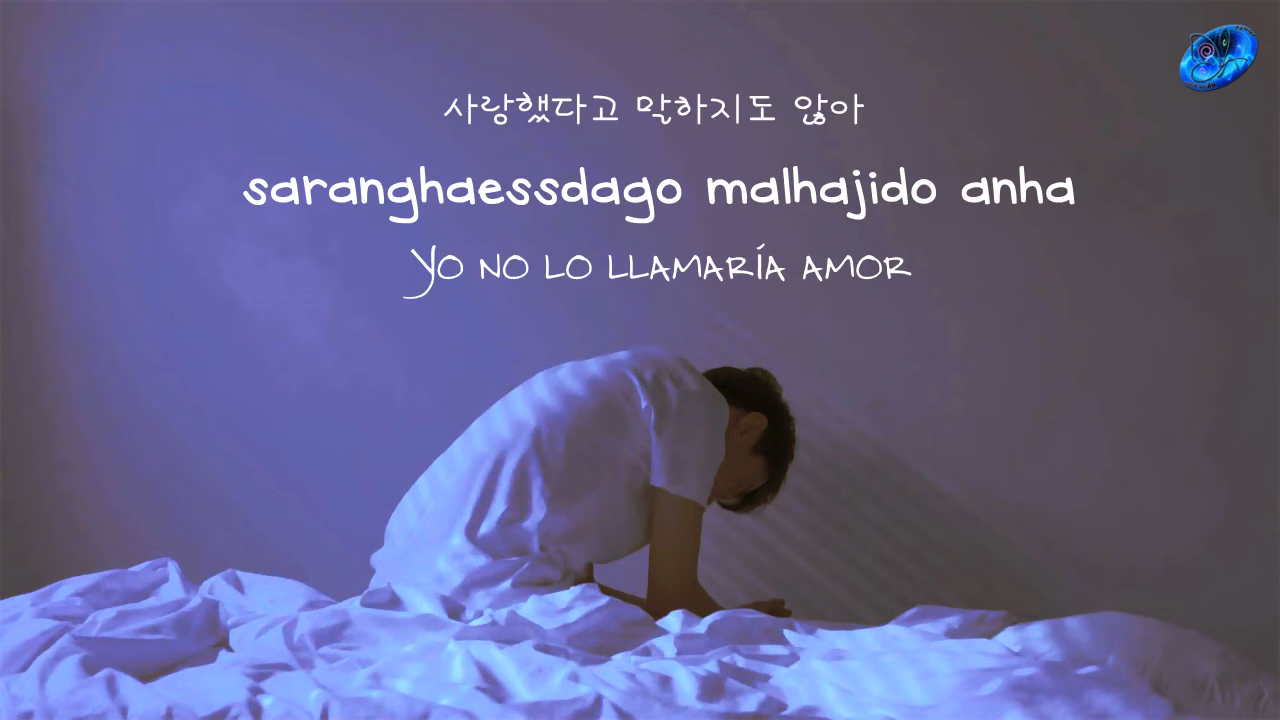 사랑했다고 말하지도 않아
saranghaessdago malhajido anha
Yo no lo llamaría amor